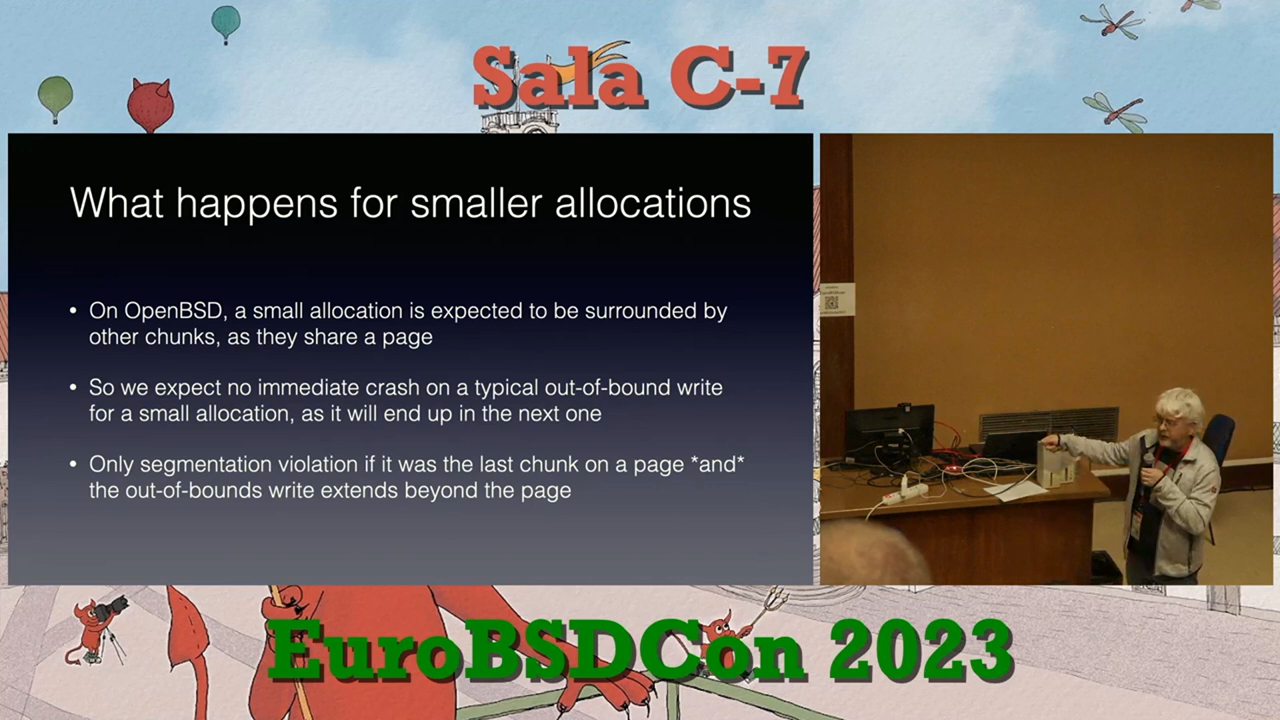 Sala C-7
What happens for smaller allocations
• On OpenBSD, a small allocation is expected to be surrounded by
other chunks, as they share a page
• So we expect no immediate crash on a typical out-of-bound write
for a small allocation, as it will end up in the next one
• Only segmentation violation if it was the last chunk on a page *and*
the out-of-bounds write extends beyond the page
EuroBSDCon 2023